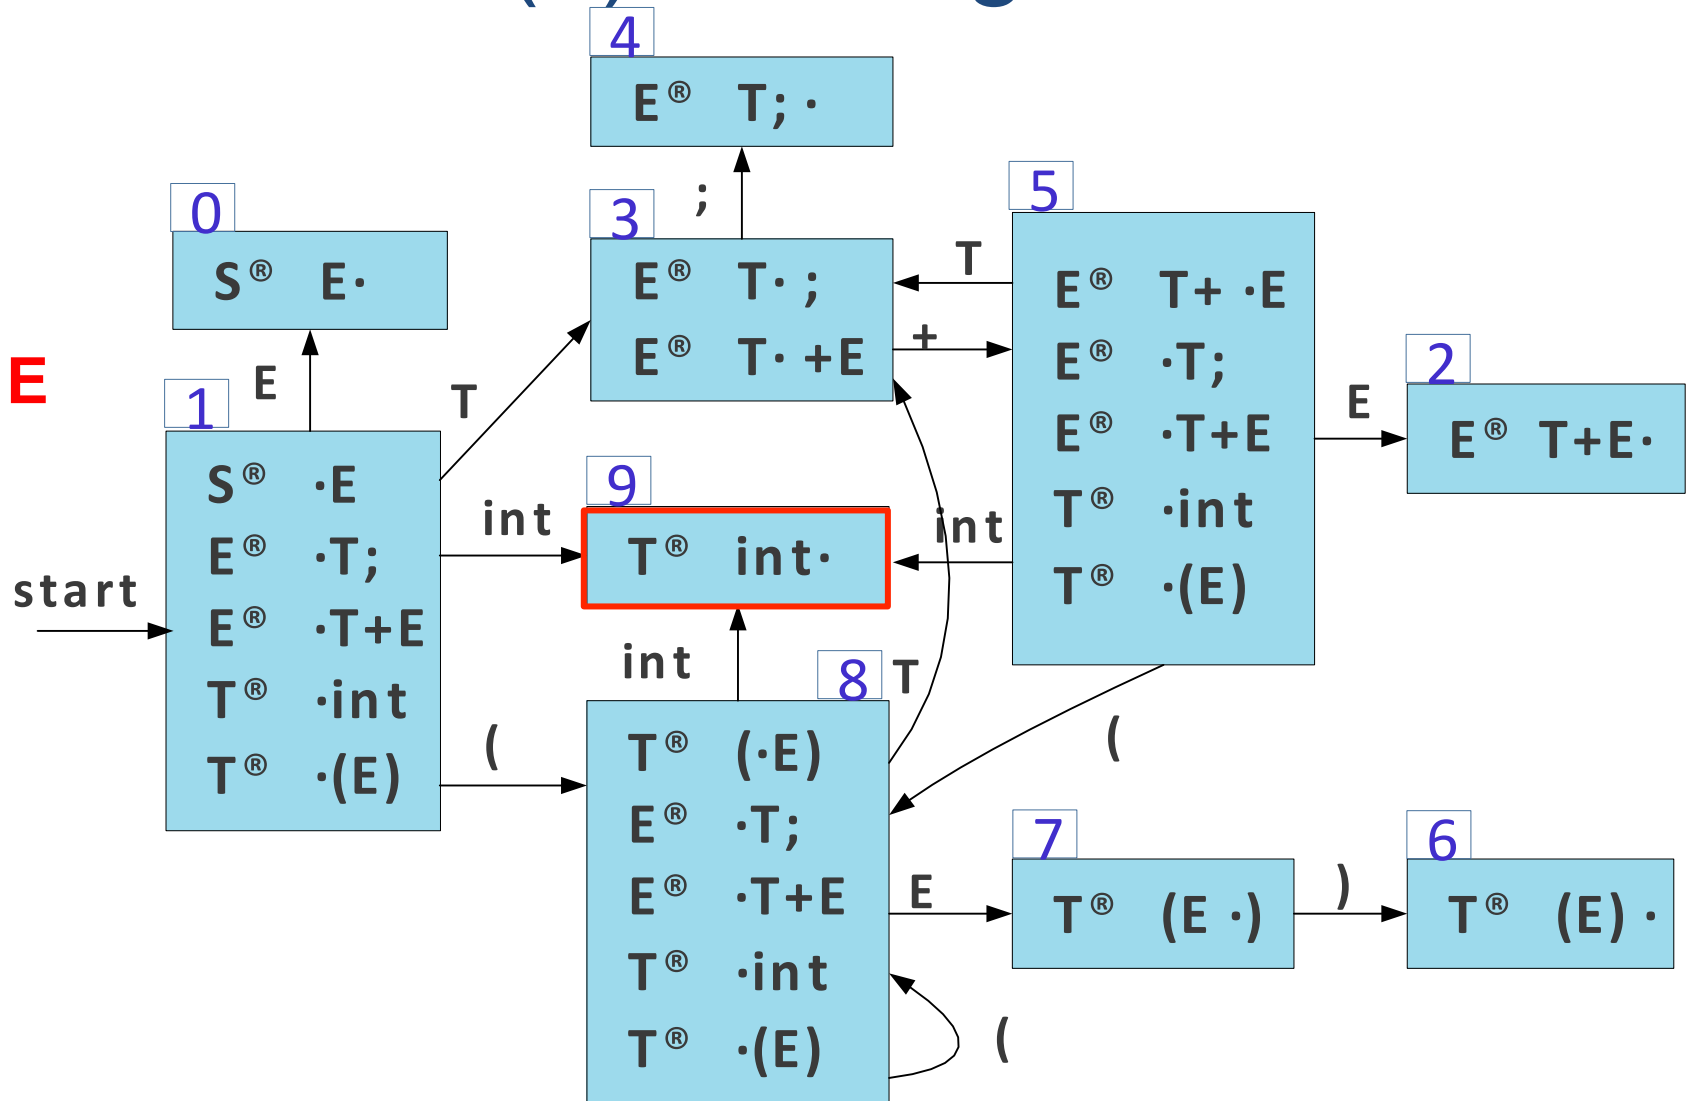 4
E® T; ·
0
S® E·
;
3
E® T· ;
E® T· +E
5
E® T+ ·E
E® ·T;
E® ·T+E
T® ·int
T® ·(E)
T
+
E
2
E® T+E·
E
E
T
1
S® ·E
E® ·T;
E® ·T+E
T® ·int
T® ·(E)
start
int
9
T® int·
int
int
(
8
T
(
T® (·E)
E® ·T;
E® ·T+E
T® ·int
T® ·(E)
E
7
T® (E ·)
)
6
T® (E) ·
(